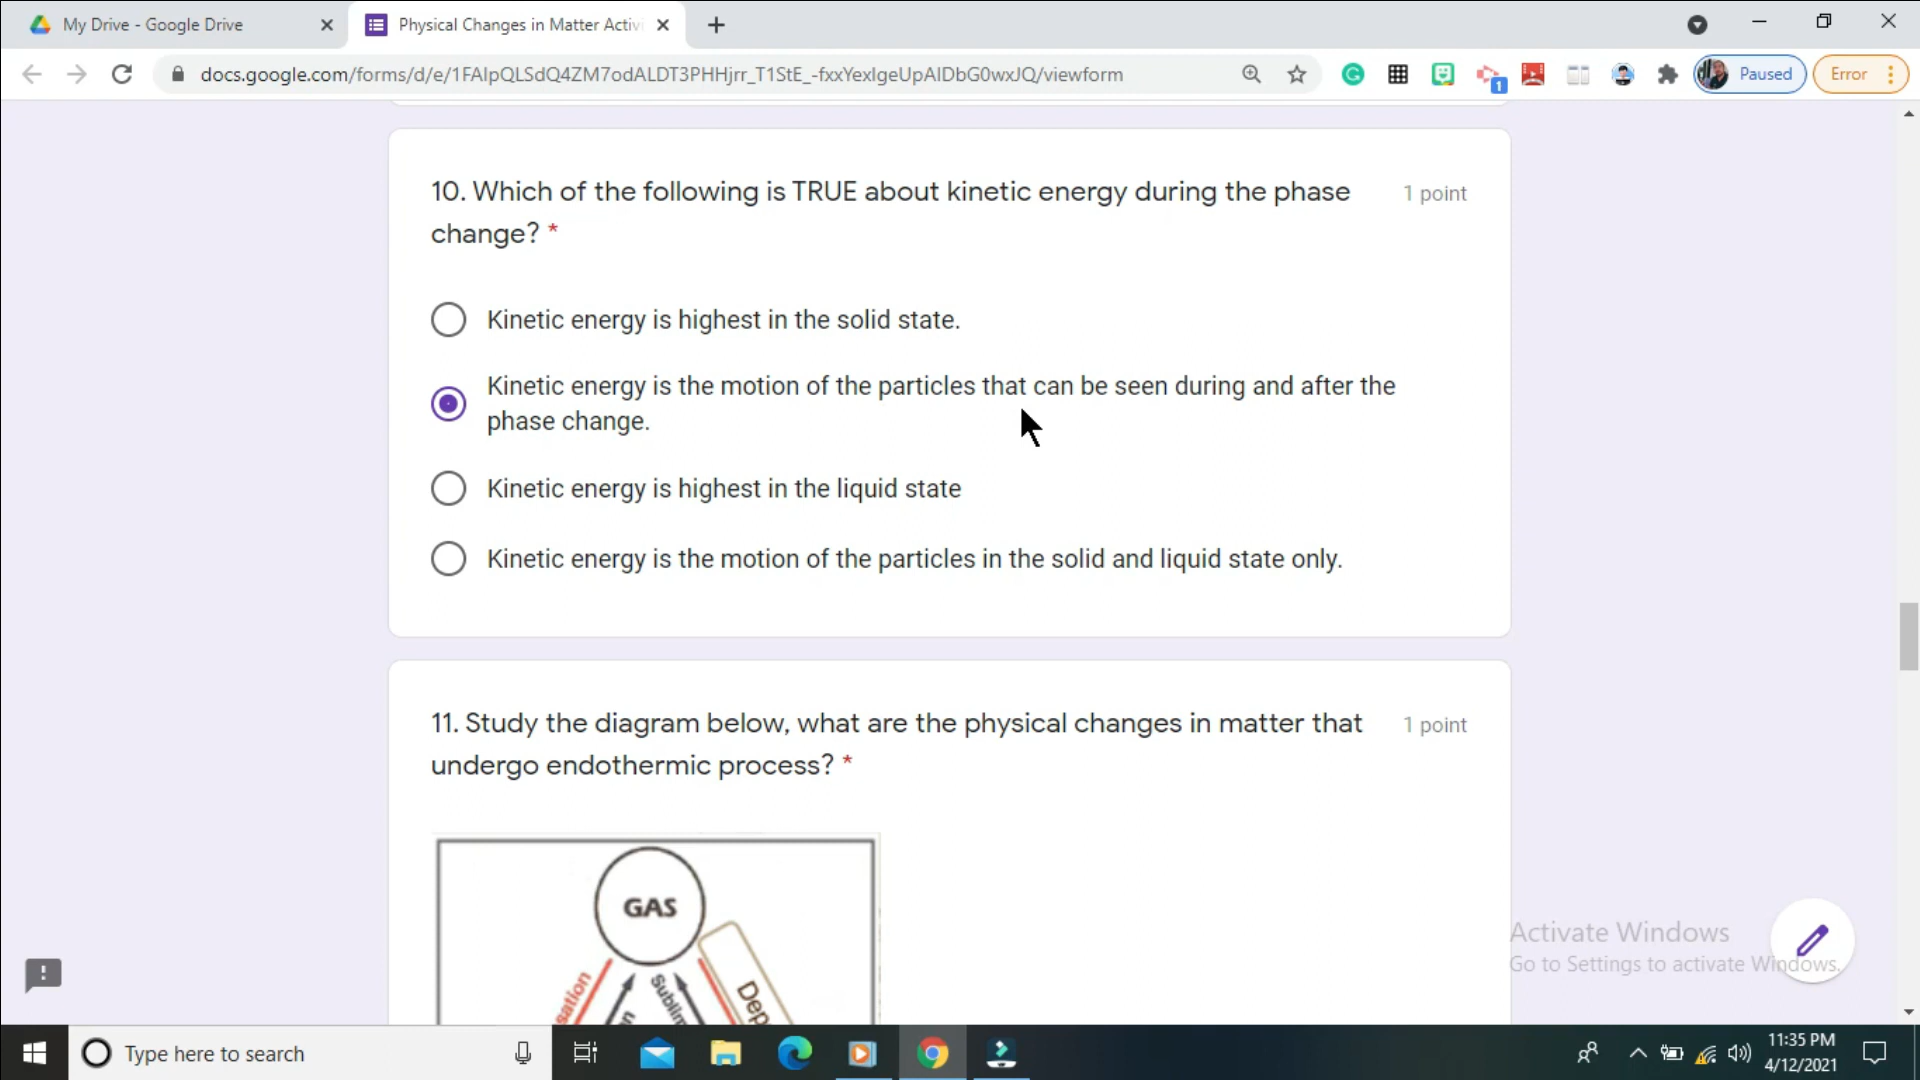 My Drive - Google Drive
Physical Changes in Matter Activi
docs.google.com/forms/d/e/1FAIpQLSdQ4ZM7odALDT3PHHjrr_T1StE_-fxxYexIgeUpAIDbG0wxJQ/viewform
1
Paused
Error
10. Which of the following is TRUE about kinetic energy during the phase
change? *
1 point
Kinetic energy is highest in the solid state.
Kinetic energy is the motion of the particles that can be seen during and after the
phase change.
Kinetic energy is highest in the liquid state
Kinetic energy is the motion of the particles in the solid and liquid state only.
11. Study the diagram below, what are the physical changes in matter that
undergo endothermic process? *
1 point
GAS
sation
n
Sublim
Dep
Activate Windows
Go to Settings to activate Windows.
Type here to search
11:35 PM
4/12/2021